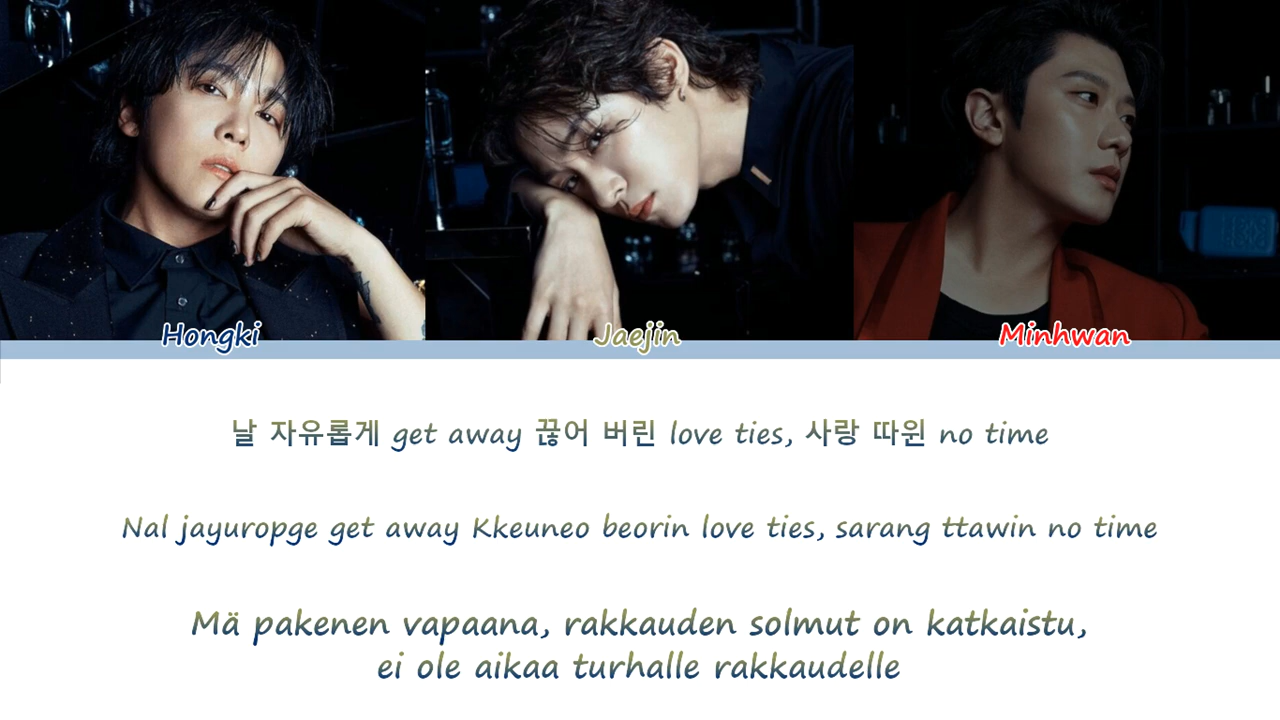 Hongki
Jaejin
Minhwan
날 자유롭게 get away 끊어 버린 love ties, 사랑 따윈 no time
Nal jayuropge get away Kkeuneo beorin love ties, sarang ttawin no time
Mä pakenen vapaana, rakkauden solmut on katkaistu,
ei ole aikaa turhalle rakkaudelle